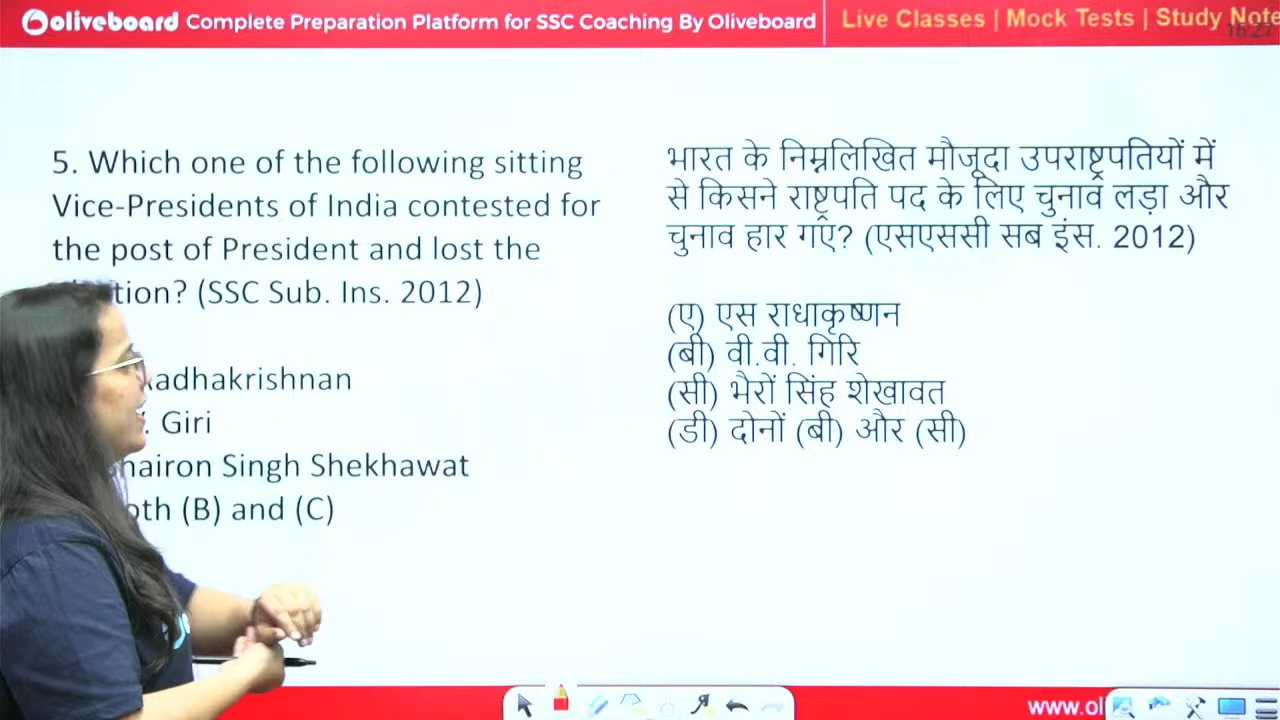 oliveboard Complete Preparation Platform for SSC Coaching By Oliveboard
Live Classes | Mock Tests | Study Note
16:27
5. Which one of the following sitting
Vice-Presidents of India contested for
the post of President and lost the
tion? (SSC Sub. Ins. 2012)
adhakrishnan
. Giri
hairon Singh Shekhawat
oth (B) and (C)
भारत के निम्नलिखित मौजूदा उपराष्ट्रपतियों में
से किसने राष्ट्रपति पद के लिए चुनाव लड़ा और
चुनाव हार गए? (एसएससी सब इंस. 2012)
(ए) एस राधाकृष्णन
(बी) वी.वी. गिरि
(सी) भैरों सिंह शेखावत
(डी) दोनों (बी) और (सी)
www.ol